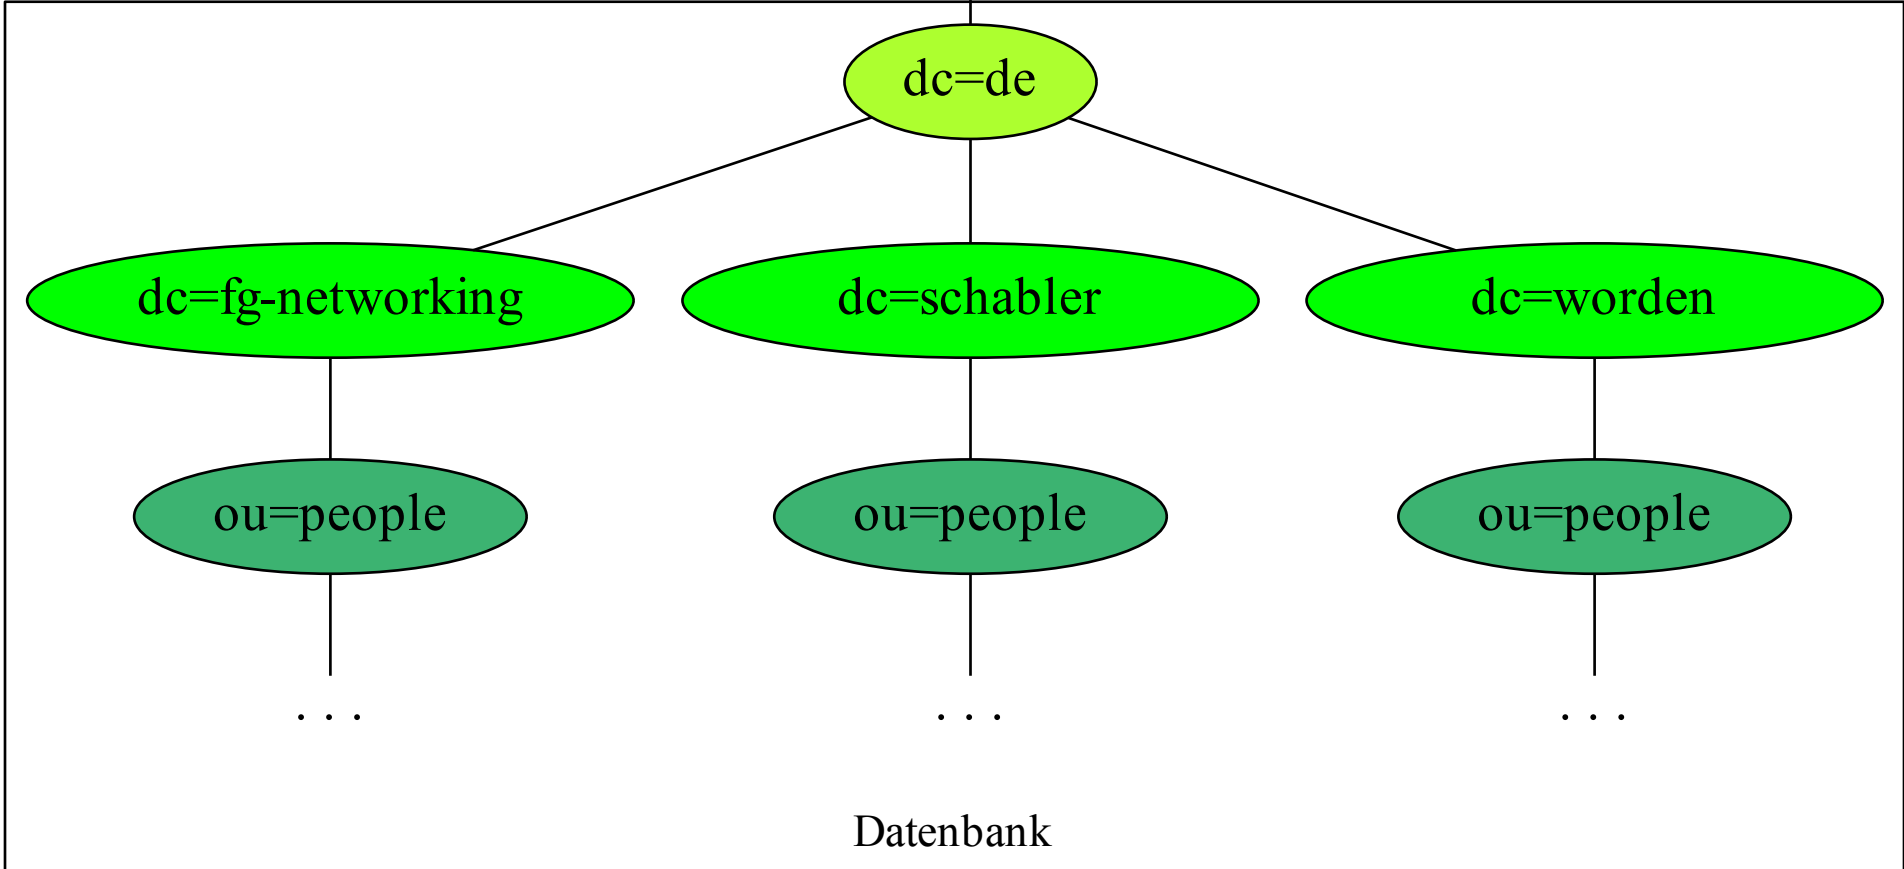 dc=de
dc=fg-networking
dc=schabler
dc=worden
ou=people
ou=people
ou=people
. . .
. . .
. . .
Datenbank